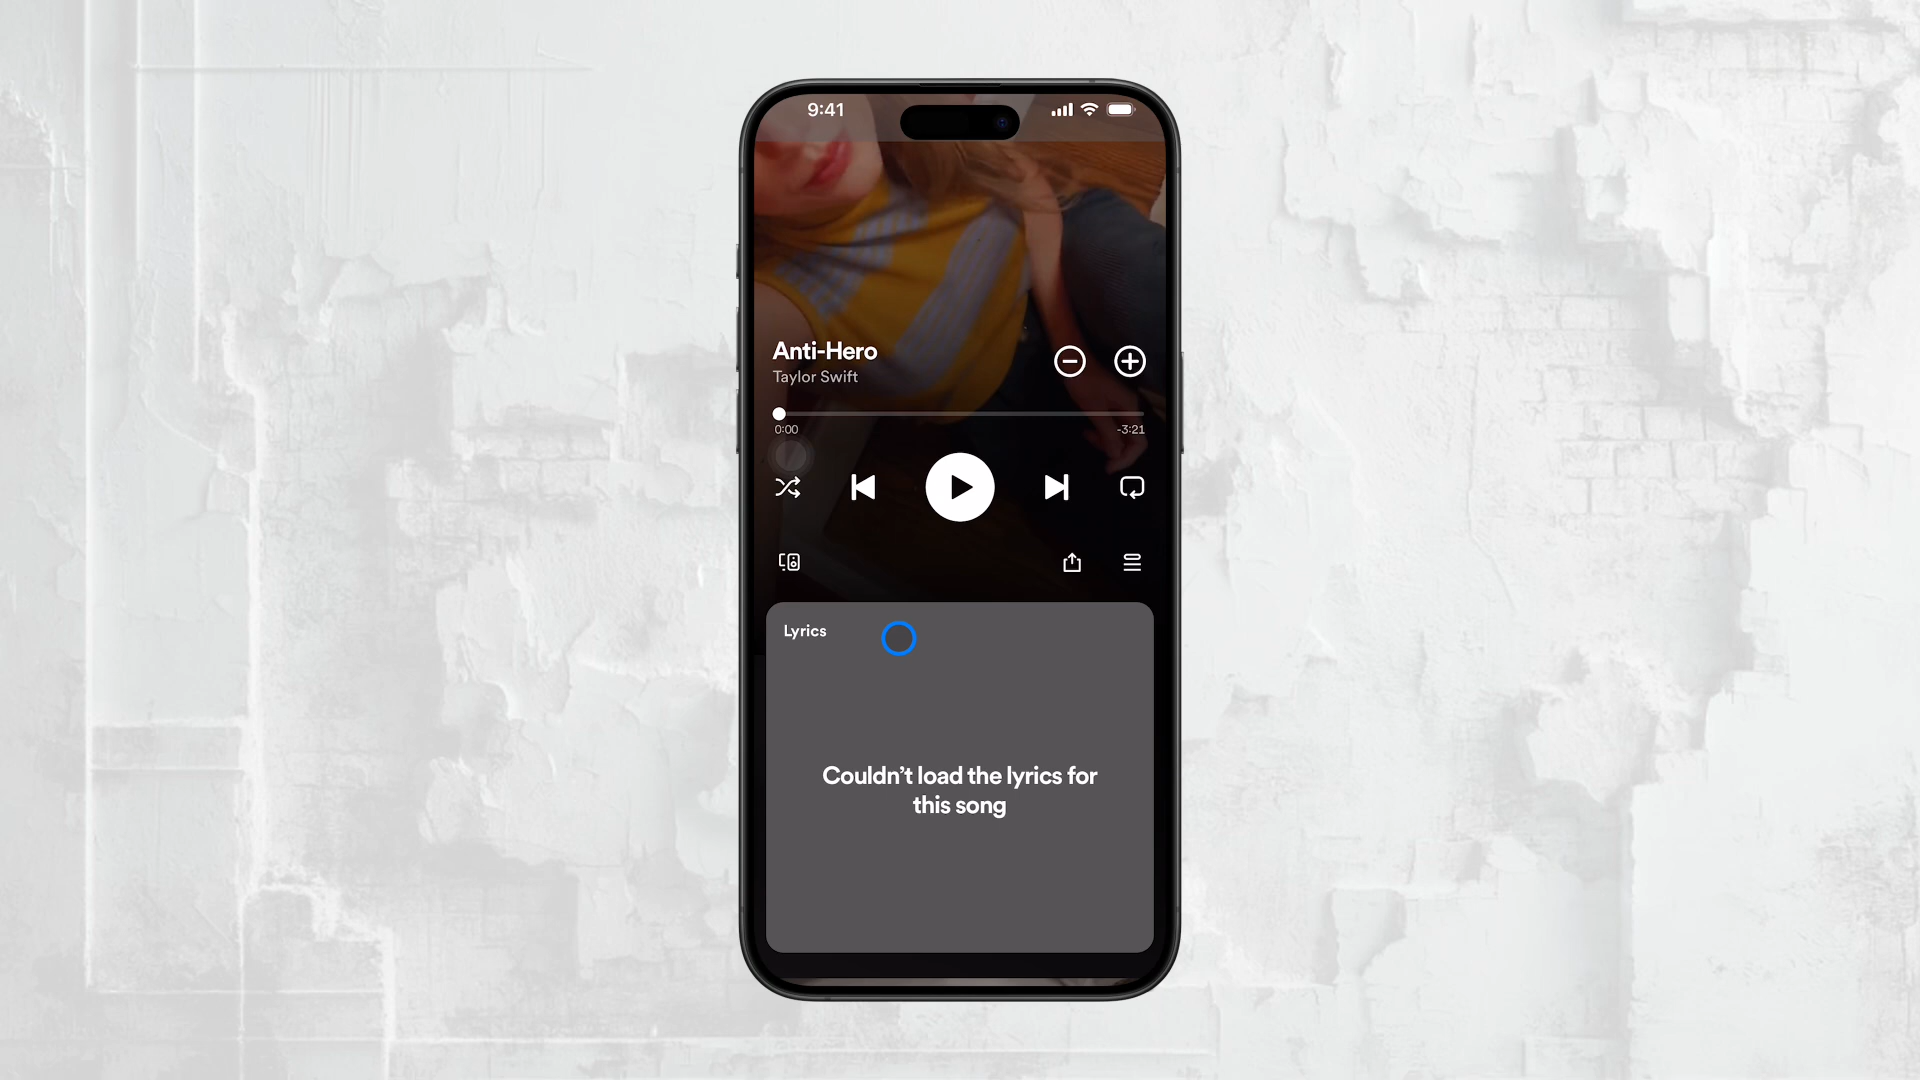 9:41
Anti-Hero
Taylor Swift
0:00
-3:21
Lyrics
Couldn’t load the lyrics for
this song